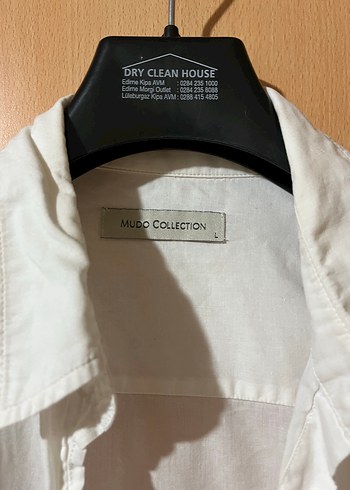 DRY CLEAN HOUSE
Edirne Kipa AVM : 0284 235 1000
Edirne Margi Outlet : 0284 235 8088
Lüleburgaz Kipa AVM : 0288 415 4805
MUDO COLLECTION
L